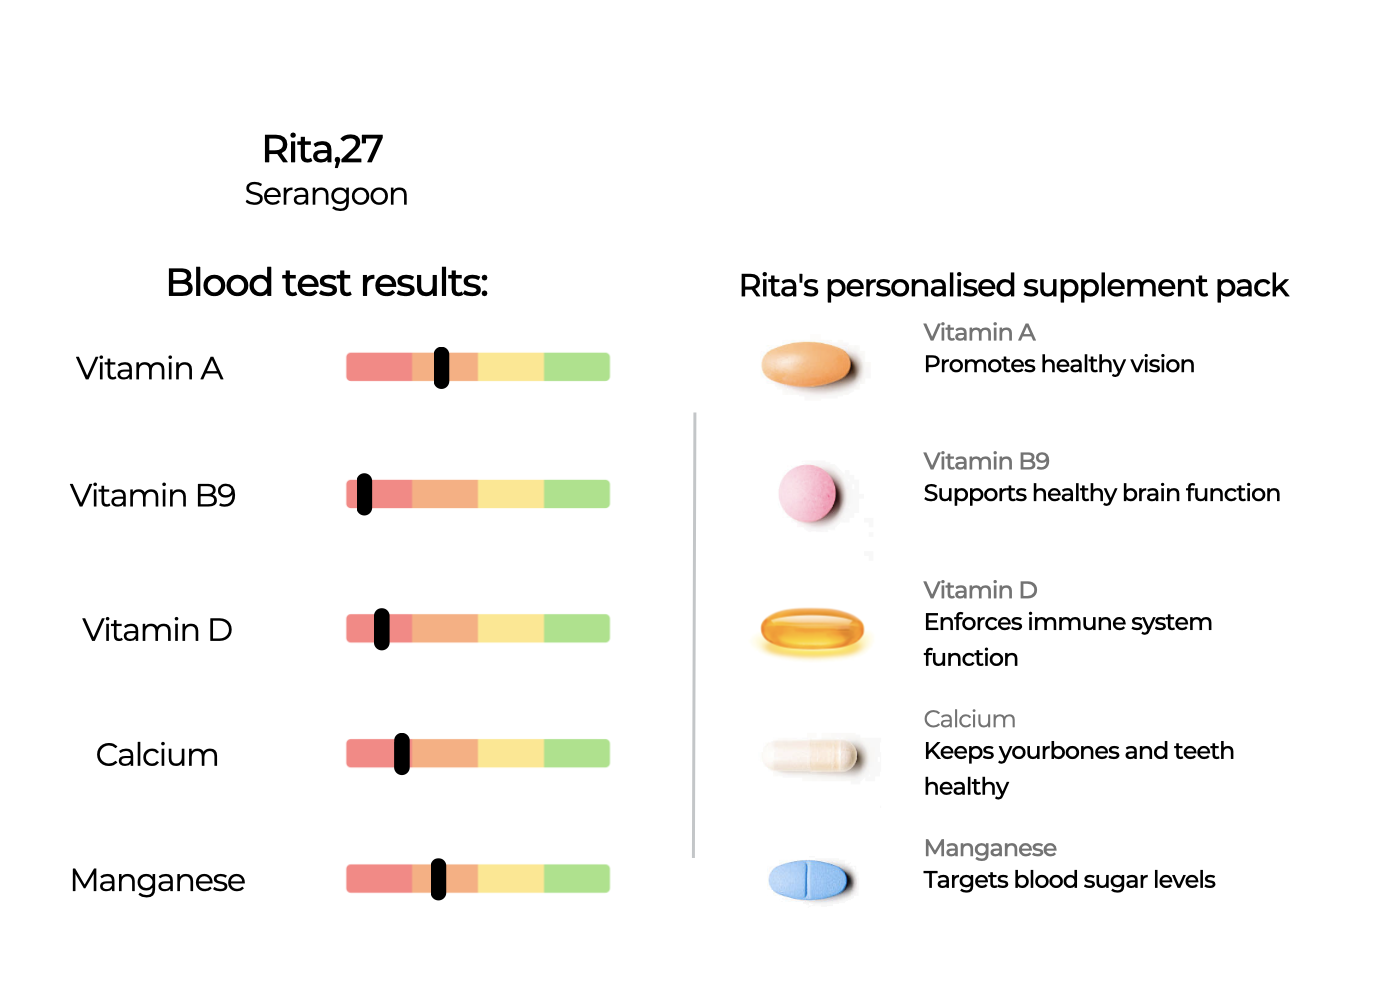 Rita,27
Serangoon
Blood test results:
Vitamin A
Vitamin B9
Vitamin D
Calcium
Manganese
Rita's personalised supplement pack
Vitamin A
Promotes healthy vision
Vitamin B9
Supports healthy brain function
Vitamin D
Enforces immune system
function
Calcium
Keeps yourbones and teeth
healthy
Manganese
Targets blood sugar levels